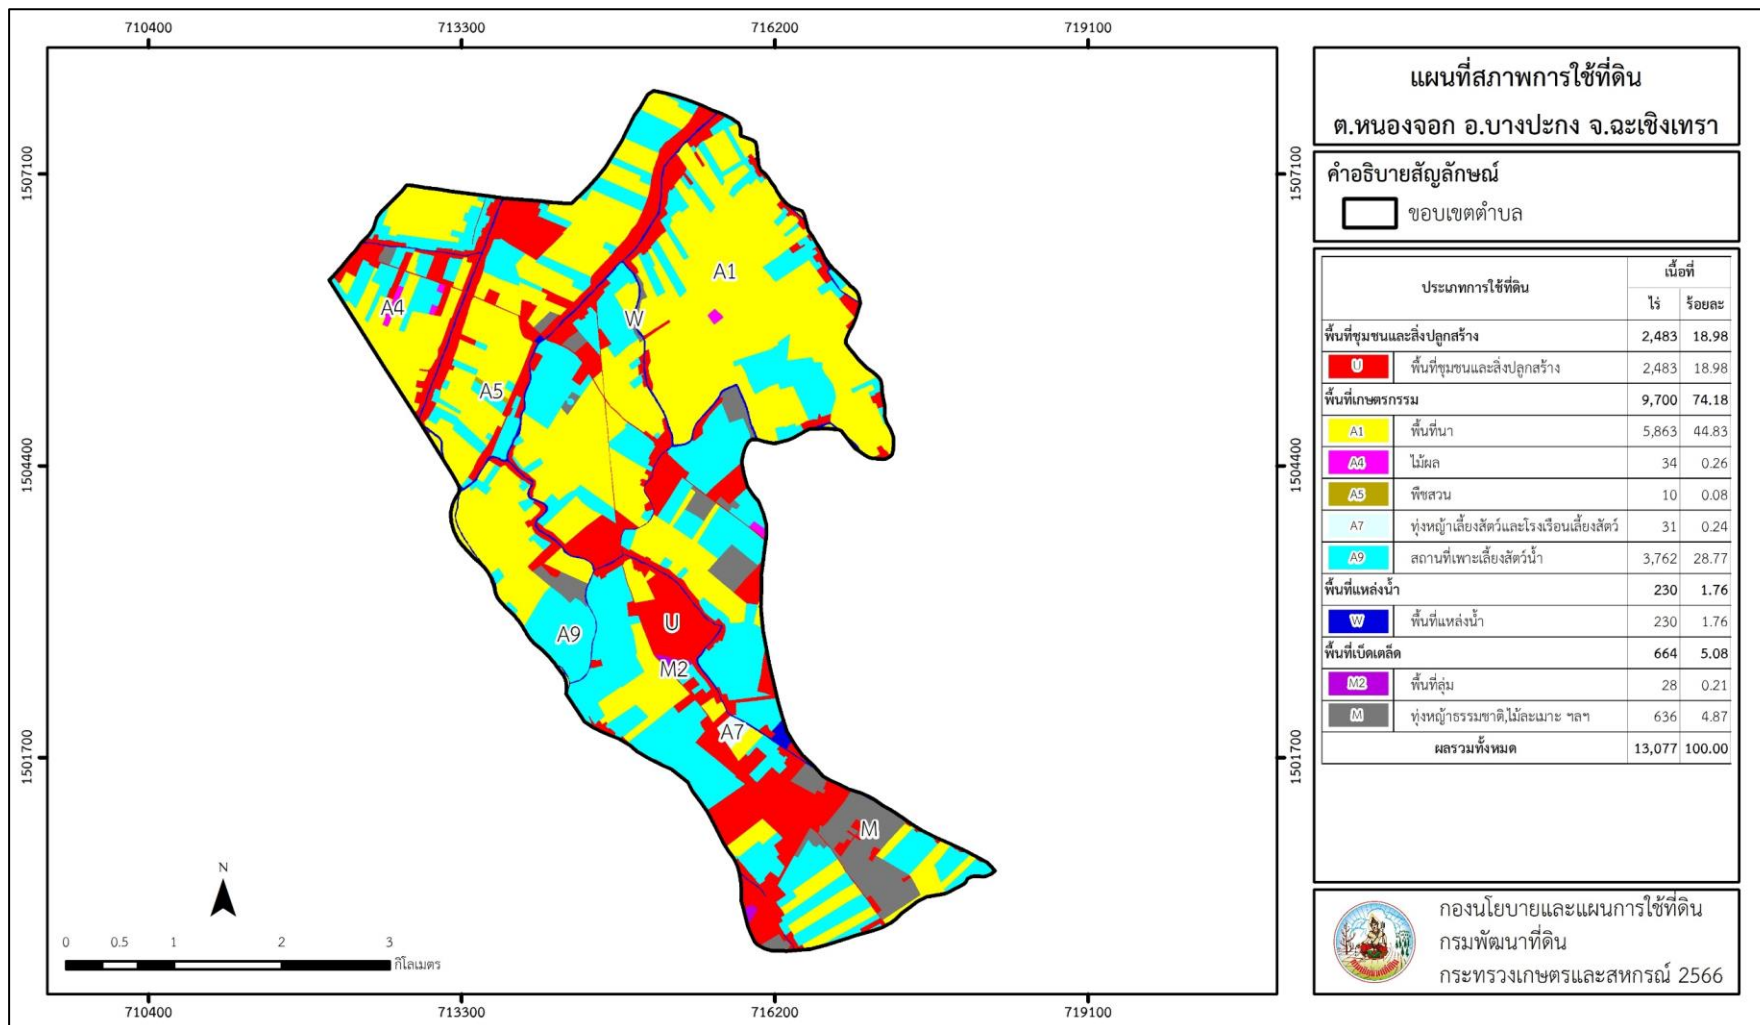 710400 713300 716200 719100
1507100 1507100
1504400 1504400
1501700 1501700
A1
A4
W
A5
A9
U
M2
A7
M
N
0 0.5 1 2 3
กิโลเมตร
710400 713300 716200 719100
แผนที่สภาพการใช้ที่ดิน
ต.หนองจอก อ.บางปะกง จ.ฉะเชิงเทรา
คำอธิบายสัญลักษณ์
ขอบเขตตำบล
ประเภทการใช้ที่ดิน เนื้อที่
ไร่ ร้อยละ
พื้นที่ชุมชนและสิ่งปลูกสร้าง 2,483 18.98
U พื้นที่ชุมชนและสิ่งปลูกสร้าง 2,483 18.98
พื้นที่เกษตรกรรม 9,700 74.18
A1 พื้นที่นา 5,863 44.83
A4 ไม้ผล 34 0.26
A5 พืชสวน 10 0.08
A7 ทุ่งหญ้าเลี้ยงสัตว์และโรงเรือนเลี้ยงสัตว์ 31 0.24
A9 สถานที่เพาะเลี้ยงสัตว์น้ำ 3,762 28.77
พื้นที่แหล่งน้ำ 230 1.76
W พื้นที่แหล่งน้ำ 230 1.76
พื้นที่เบ็ดเตล็ด 664 5.08
M2 พื้นที่ลุ่ม 28 0.21
M ทุ่งหญ้าธรรมชาติ,ไม้ละเมาะ ฯลฯ 636 4.87
ผลรวมทั้งหมด 13,077 100.00
กองนโยบายและแผนการใช้ที่ดิน
กรมพัฒนาที่ดิน
กระทรวงเกษตรและสหกรณ์ 2566